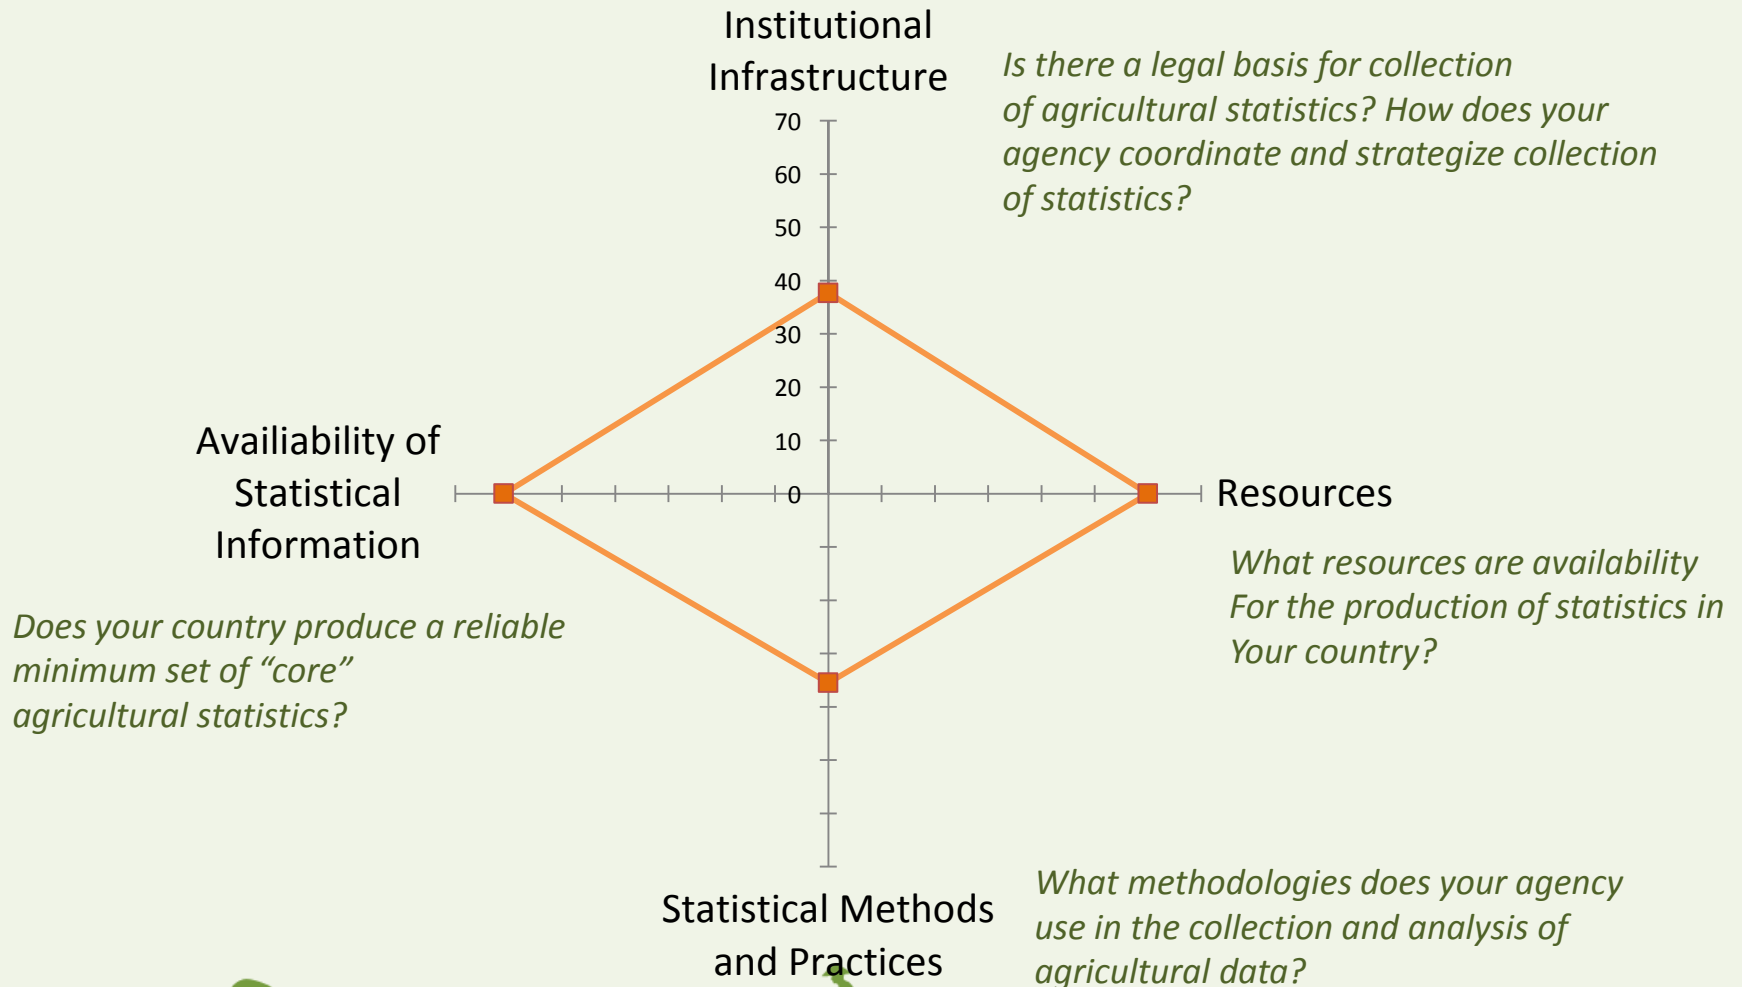 Institutional
Infrastructure
Is there a legal basis for collection
of agricultural statistics? How does your
agency coordinate and strategize collection
of statistics?
70
60
50
40
30
20
10
0
Availiability of
Statistical
Information
Resources
What resources are availability
For the production of statistics in
Your country?
Does your country produce a reliable
minimum set of “core”
agricultural statistics?
Statistical Methods
and Practices
What methodologies does your agency
use in the collection and analysis of
agricultural data?